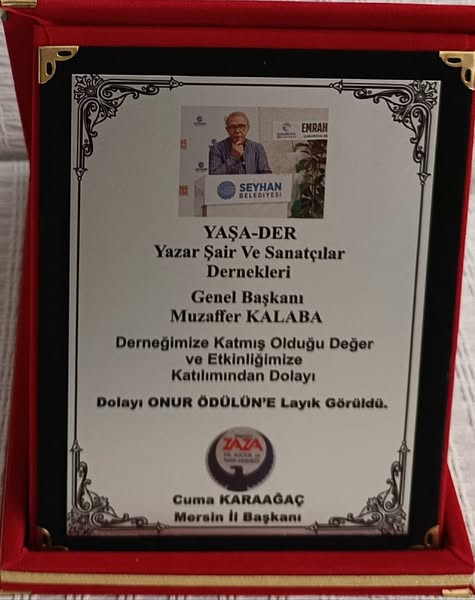 EMRAH
SEYHAN
BELEDİYESİ
YAŞA-DER
Yazar Şair Ve Sanatçılar
Dernekleri
Genel Başkanı
Muzaffer KALABA
Derneğimize Katmış Olduğu Değer
ve Etkinliğimize
Katılımından Dolayı
Dolayı ONUR ÖDÜLÜN'E Layık Görüldü.
ZAZA
Cuma KARAAĞAÇ
Mersin İl Başkanı